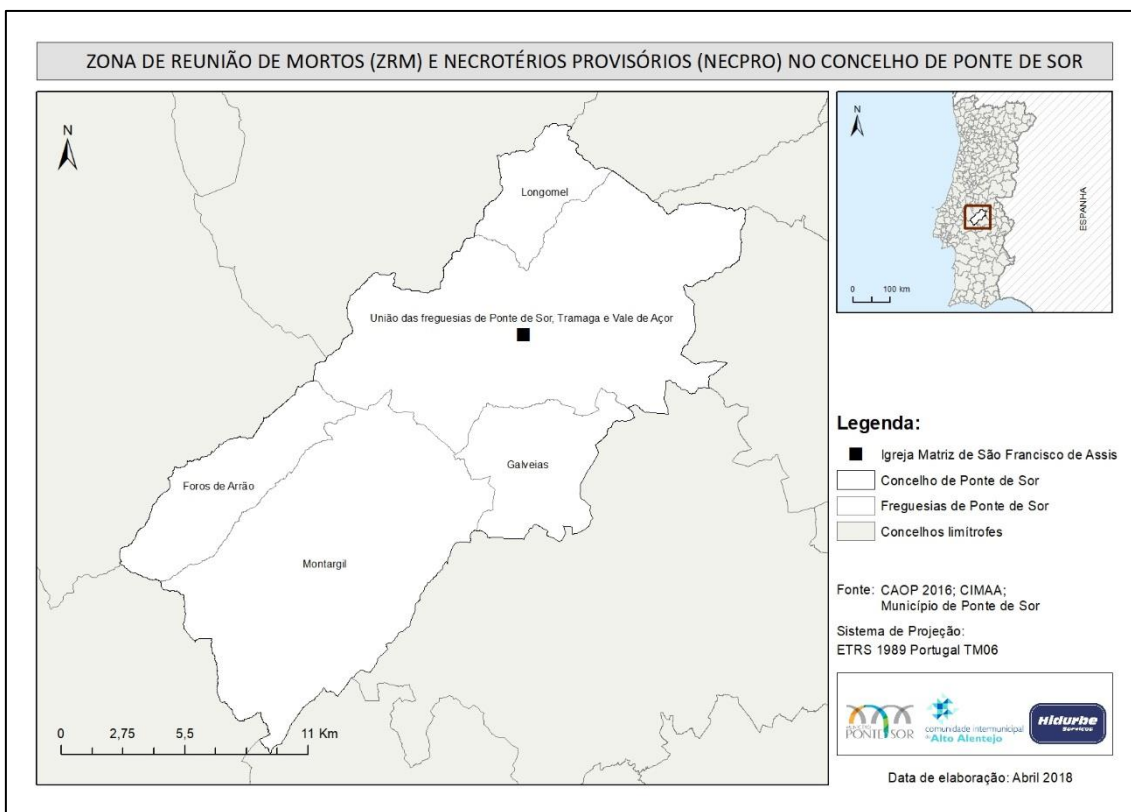 ZONA DE REUNIÃO DE MORTOS (ZRM) E NECROTÉRIOS PROVISÓRIOS (NECPRO) NO CONCELHO DE PONTE DE SOR
N
Longomel
União das freguesias de Ponte de Sor, Tramaga e Vale de Açor
Galveias
Foros de Arrão
Montargil
0 2,75 5,5 11 Km
N
ESPANHA
0 100 km
Legenda:
Igreja Matriz de São Francisco de Assis
Concelho de Ponte de Sor
Freguesias de Ponte de Sor
Concelhos limítrofes
Fonte: CAOP 2016; CIMAA;
Município de Ponte de Sor
Sistema de Projeção:
ETRS 1989 Portugal TM06
PONTE SOR
comunidade intermunicipal
Alto Alentejo
Hidurbe
Serviços
Data de elaboração: Abril 2018